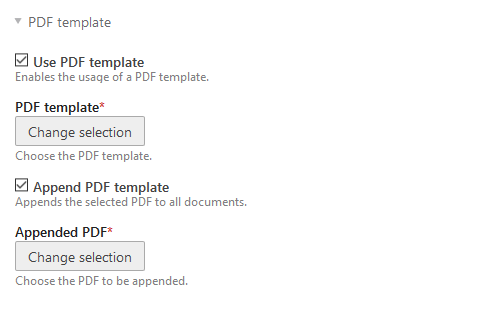 PDF template
Use PDF template
Enables the usage of a PDF template.
PDF template*
Change selection
Choose the PDF template.
Append PDF template
Appends the selected PDF to all documents.
Appended PDF*
Change selection
Choose the PDF to be appended.